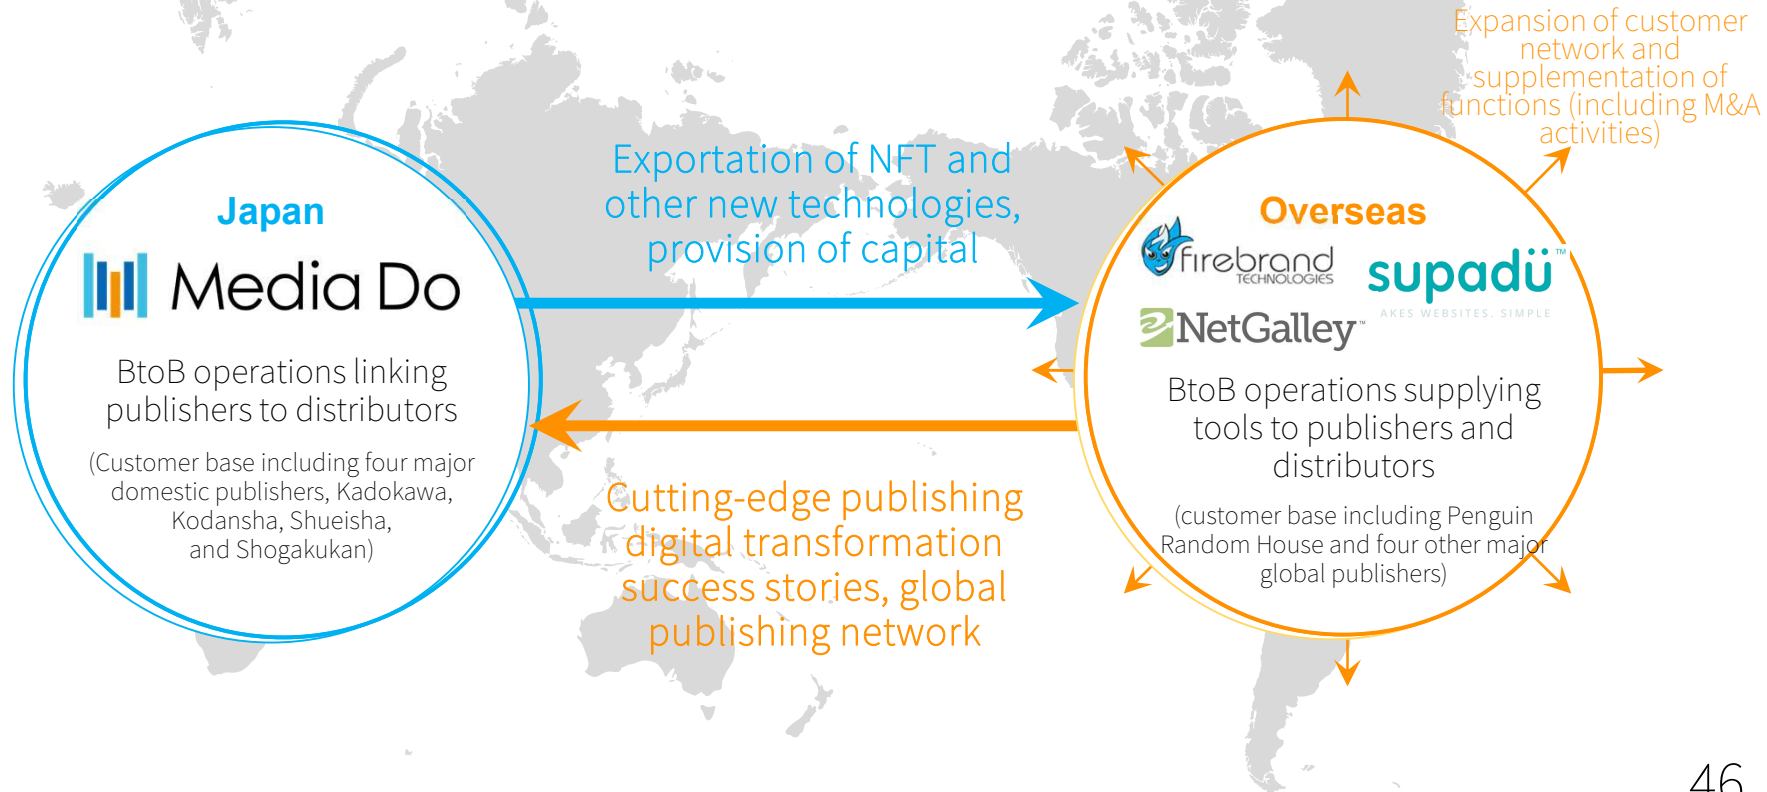 Expansion of customer
network and
supplementation of
functions (including M&A
activities)
Exportation of NFT and
other new technologies,
provision of capital
Japan
Media Do
BtoB operations linking
publishers to distributors
(Customer base including four major
domestic publishers, Kadokawa,
Kodansha, Shueisha,
and Shogakukan)
Overseas
firebrand
TECHNOLOGIES
supadü™
AKES WEBSITES. SIMPLE
NetGalley™
BtoB operations supplying
tools to publishers and
distributors
(customer base including Penguin
Random House and four other major
global publishers)
Cutting-edge publishing
digital transformation
success stories, global
publishing network
46